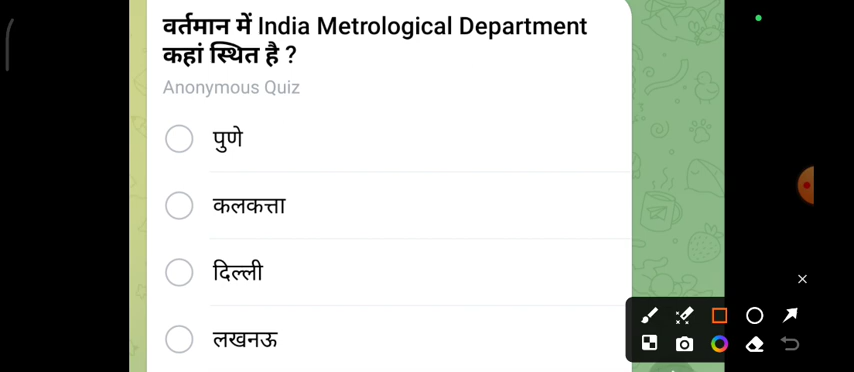 वर्तमान में India Metrological Department
कहां स्थित है ?
Anonymous Quiz
पुणे
कलकत्ता
दिल्ली
लखनऊ